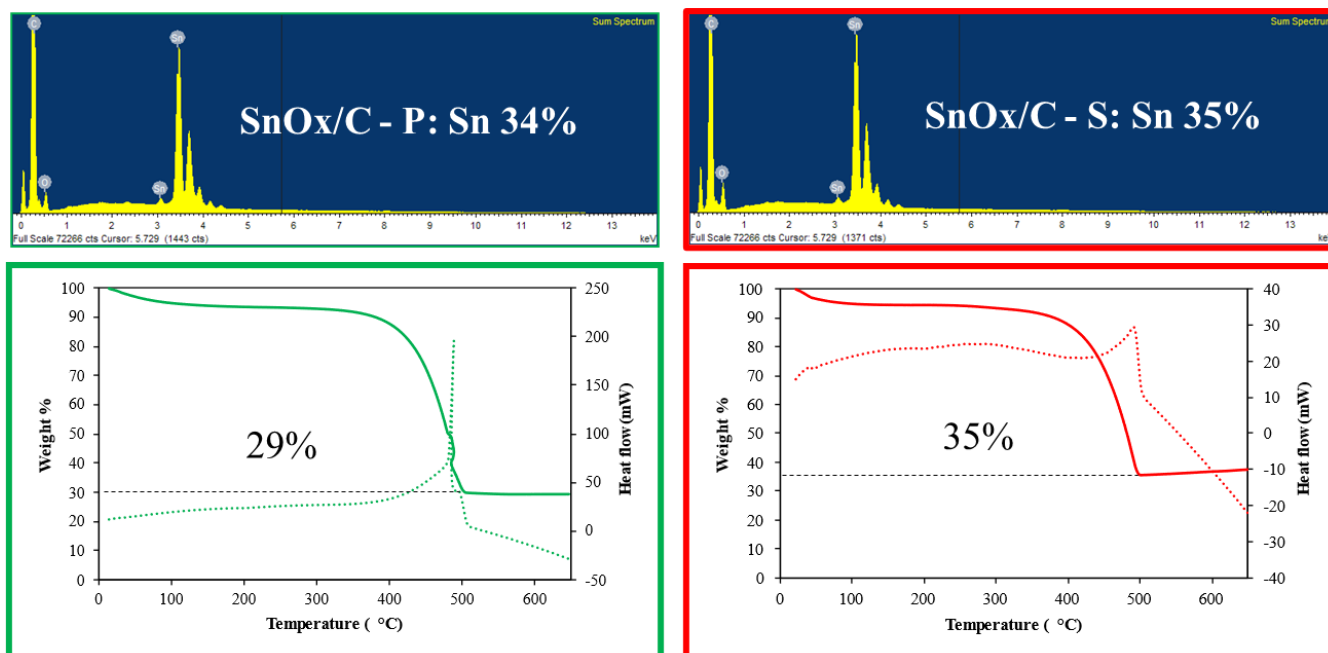 Sum Spectrum
C
Sn
SnOx/C - P: Sn 34%
O
Sn
0 1 2 3 4 5 6 7 8 9 10 11 12 13
Full Scale 72266 cts Cursor: 5.729 (1443 cts)
keV
Sum Spectrum
C
Sn
SnOx/C - S: Sn 35%
O
Sn
0 1 2 3 4 5 6 7 8 9 10 11 12 13
Full Scale 72266 cts Cursor: 5.729 (1371 cts)
keV
100
90
80
70
60
50
40
30
20
10
0
Weight %
29%
250
200
150
100
50
0
-50
Heat flow (mW)
0 100 200 300 400 500 600
Temperature ( °C)
100
90
80
70
60
50
40
30
20
10
0
Weight %
35%
40
30
20
10
0
-10
-20
-30
-40
Heat flow (mW)
0 100 200 300 400 500 600
Temperature ( °C)